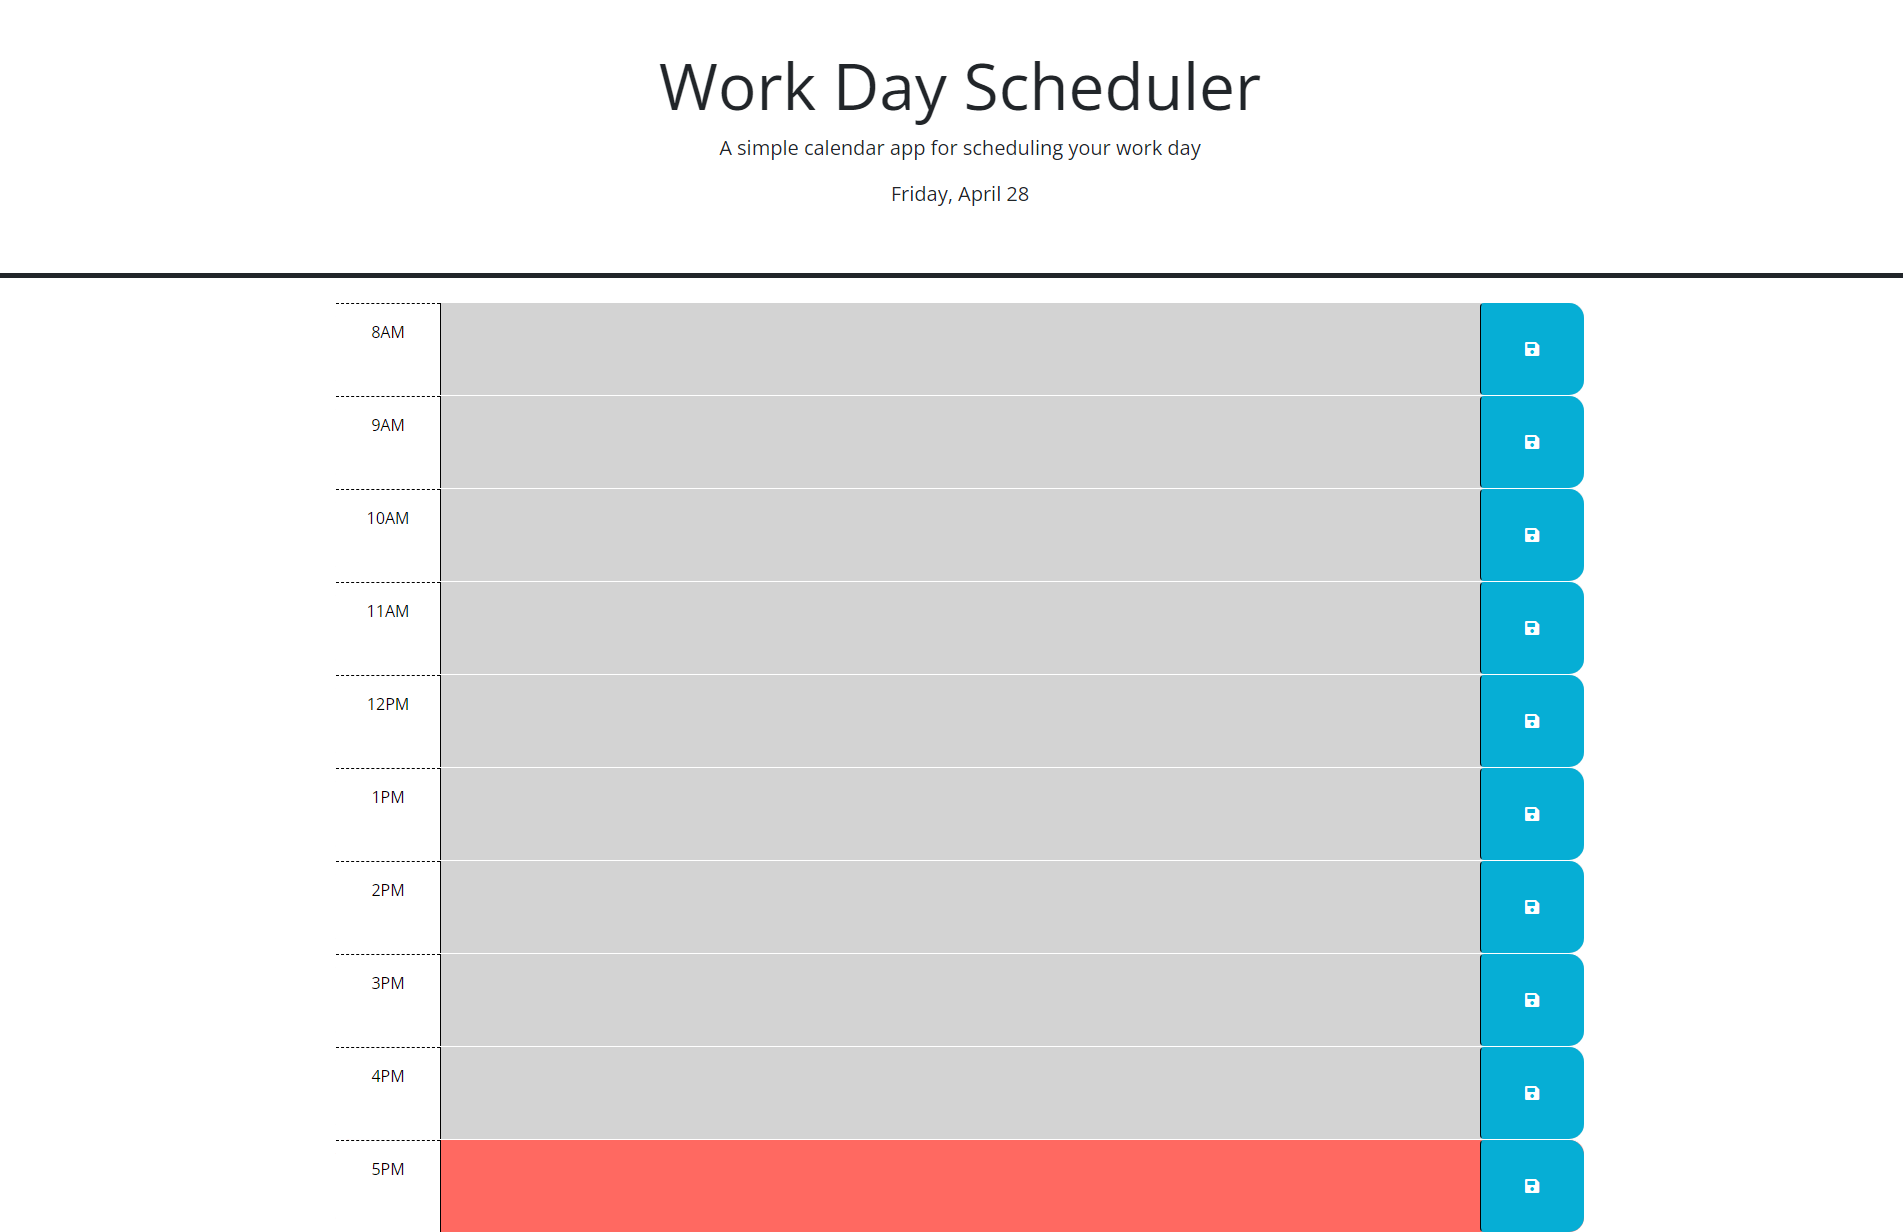 Work Day Scheduler
A simple calendar app for scheduling your work day
Friday, April 28
8AM
9AM
10AM
11AM
12PM
1PM
2PM
3PM
4PM
5PM